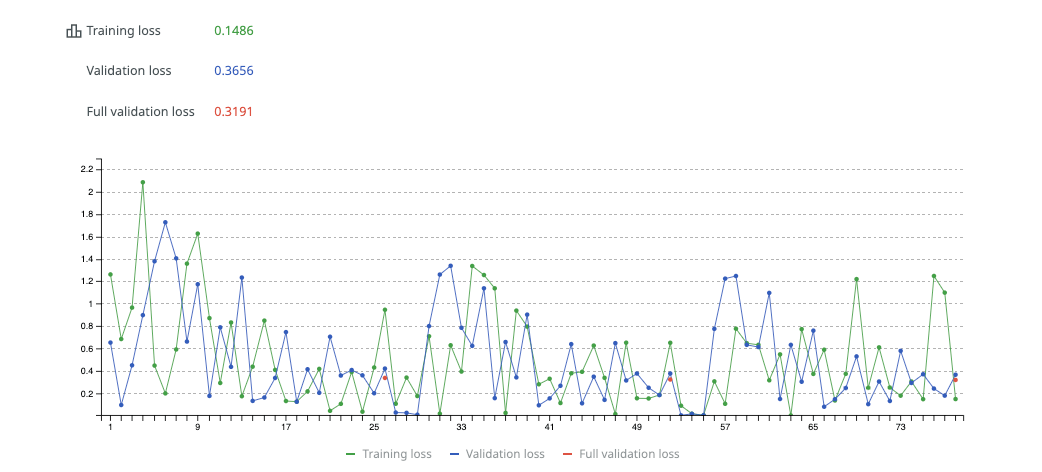 Training loss 0.1486
Validation loss 0.3656
Full validation loss 0.3191
2.2
2
1.8
1.6
1.4
1.2
1
0.8
0.6
0.4
0.2
1 9 17 25 33 41 49 57 65 73
Training loss Validation loss Full validation loss